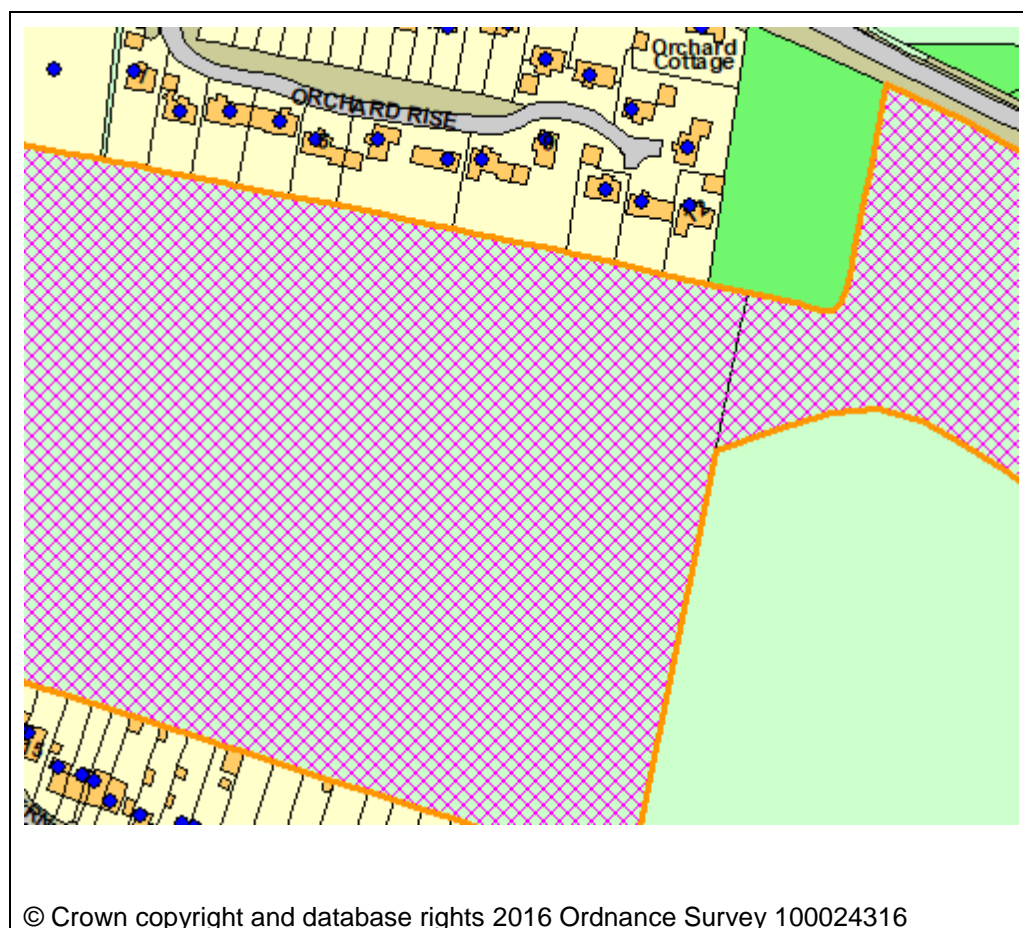 Orchard
Cottage
ORCHARD RISE
© Crown copyright and database rights 2016 Ordnance Survey 100024316